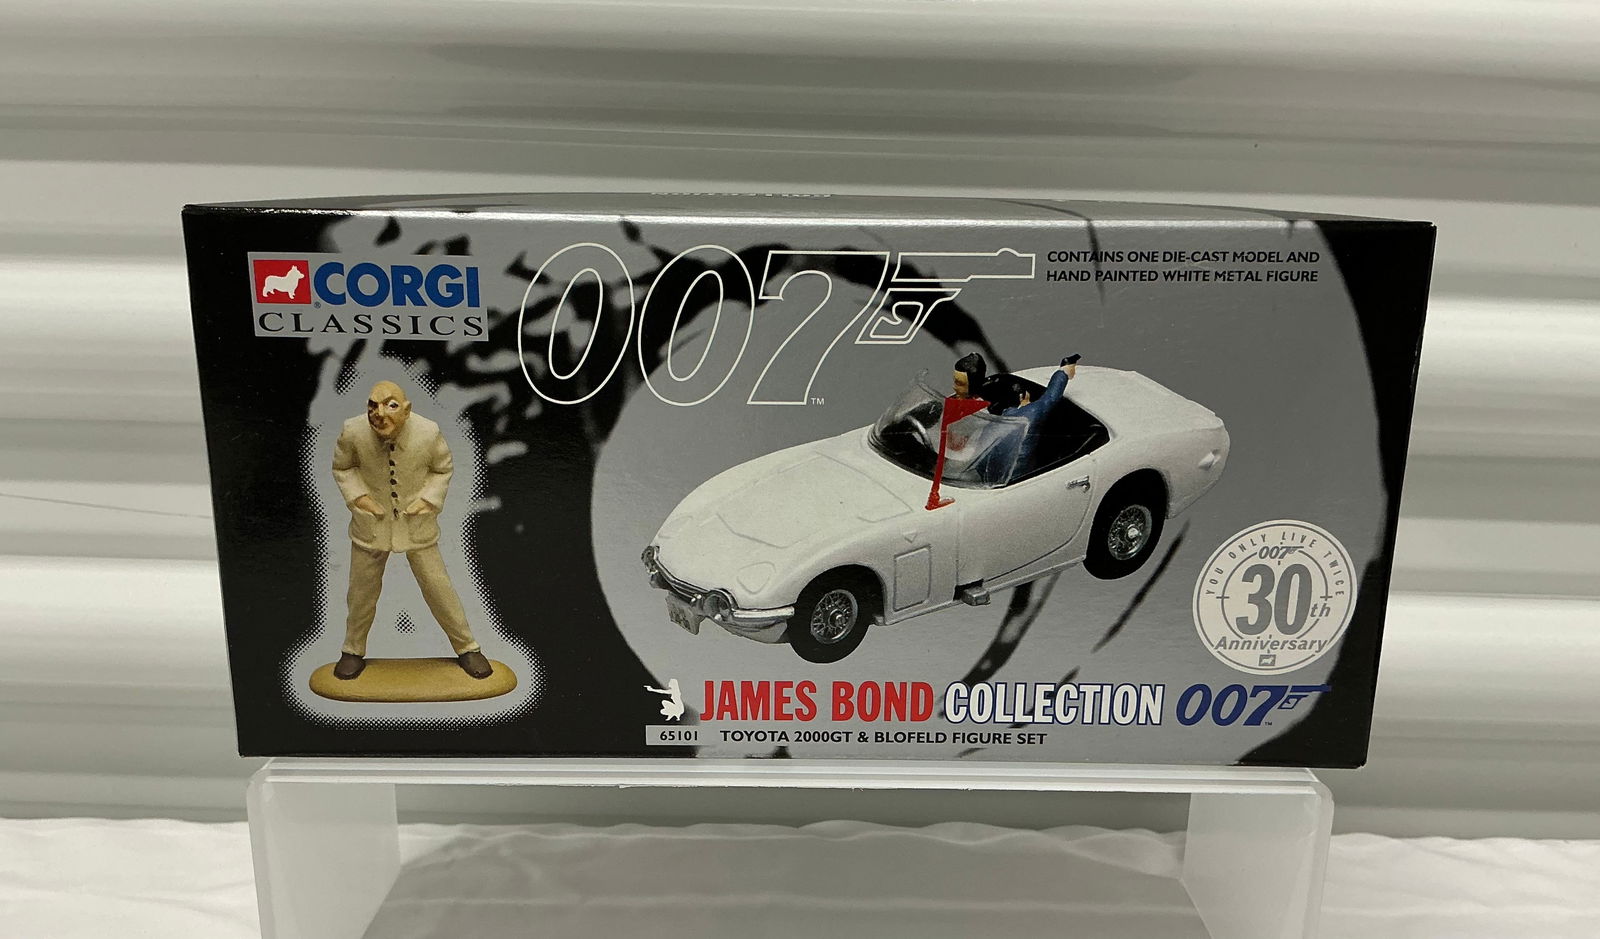 CORGI
CLASSICS
007
™
CONTAINS ONE DIE-CAST MODEL AND
HAND PAINTED WHITE METAL FIGURE
YOU ONLY LIVE TWICE
007
30th
Anniversary
JAMES BOND COLLECTION 007
65101 TOYOTA 2000GT & BLOFELD FIGURE SET